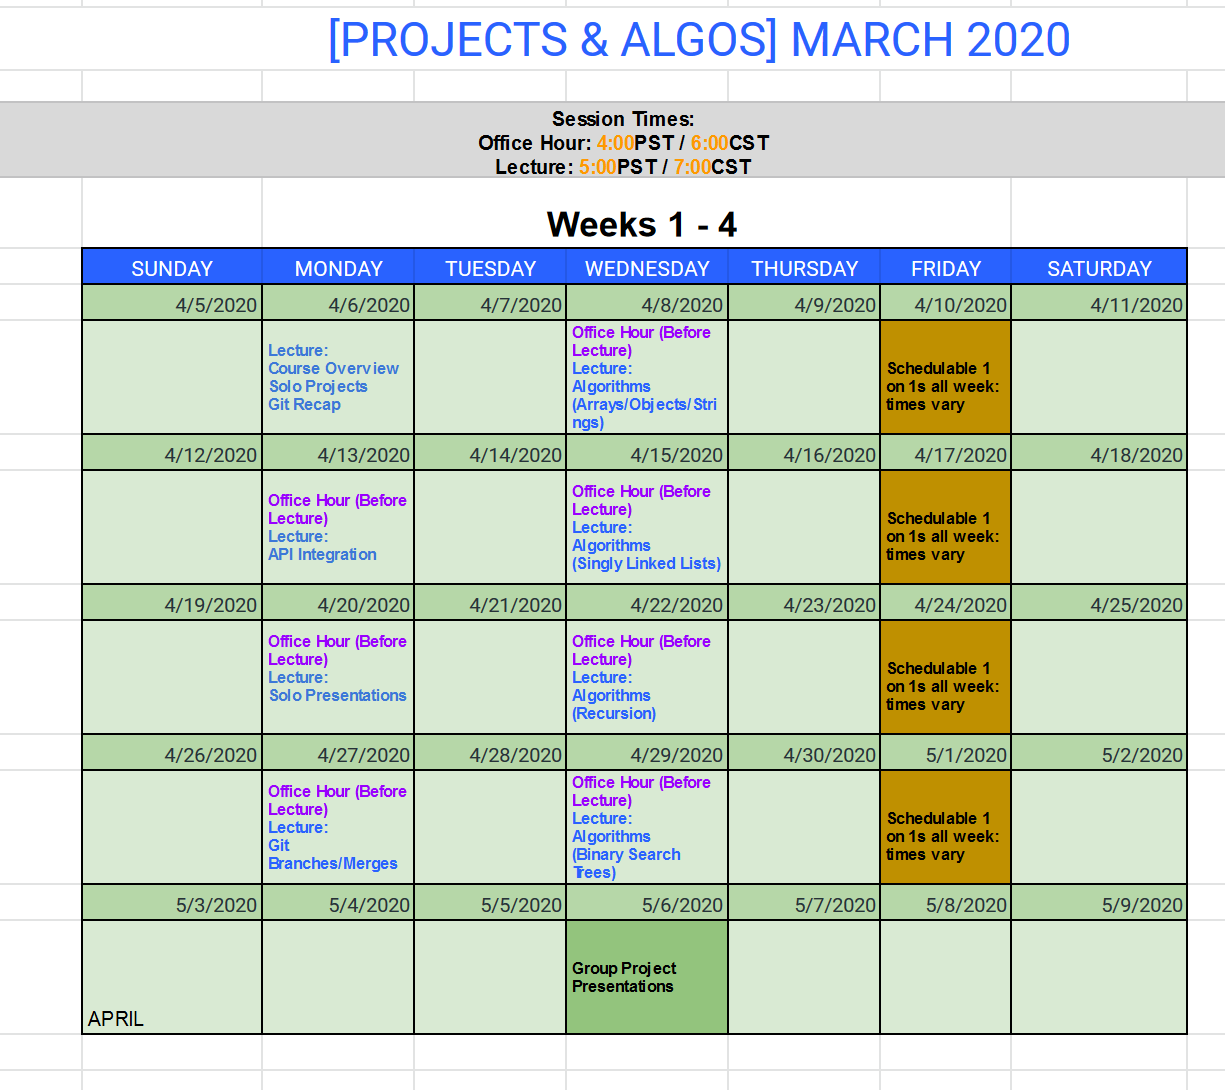 [PROJECTS & ALGOS] MARCH 2020
Session Times:
Office Hour: 4:00PST / 6:00CST
Lecture: 5:00PST / 7:00CST
Weeks 1 - 4
SUNDAY MONDAY TUESDAY WEDNESDAY THURSDAY FRIDAY SATURDAY
4/5/2020 4/6/2020 4/7/2020 4/8/2020 4/9/2020 4/10/2020 4/11/2020
Lecture:
Course Overview
Solo Projects
Git Recap
Office Hour (Before
Lecture)
Lecture:
Algorithms
(Arrays/Objects/Stri
ngs)
Schedulable 1
on 1s all week:
times vary
4/12/2020 4/13/2020 4/14/2020 4/15/2020 4/16/2020 4/17/2020 4/18/2020
Office Hour (Before
Lecture)
Lecture:
API Integration
Office Hour (Before
Lecture)
Lecture:
Algorithms
(Singly Linked Lists)
Schedulable 1
on 1s all week:
times vary
4/19/2020 4/20/2020 4/21/2020 4/22/2020 4/23/2020 4/24/2020 4/25/2020
Office Hour (Before
Lecture)
Lecture:
Solo Presentations
Office Hour (Before
Lecture)
Lecture:
Algorithms
(Recursion)
Schedulable 1
on 1s all week:
times vary
4/26/2020 4/27/2020 4/28/2020 4/29/2020 4/30/2020 5/1/2020 5/2/2020
Office Hour (Before
Lecture)
Lecture:
Git
Branches/Merges
Office Hour (Before
Lecture)
Lecture:
Algorithms
(Binary Search
Trees)
Schedulable 1
on 1s all week:
times vary
5/3/2020 5/4/2020 5/5/2020 5/6/2020 5/7/2020 5/8/2020 5/9/2020
APRIL
Group Project
Presentations